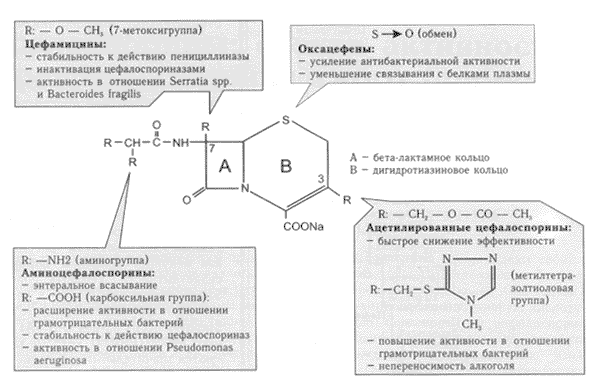 R: — O — CH₃ (7-метоксигруппа)
Цефамицины:
– стабильность к действию пенициллиназы
– инактивация цефалоспориназами
– активность в отношении Serratia spp.
и Bacteroides fragilis
S → O (обмен)
Оксацефены:
– усиление антибактериальной активности
– уменьшение связывания с белками плазмы
R — CH — C — NH
O
R
R
7
S
A
B
3
N
O
R
COONa
A – бета-лактамное кольцо
B – дигидротиазиновое кольцо
R: —NH2 (аминогруппа)
Аминоцефалоспорины:
– энтеральное всасывание
R: —COOH (карбоксильная группа):
– расширение активности в отношении
грамотрицательных бактерий
– стабильность к действию цефалоспориназ
– активность в отношении Pseudomonas
aeruginosa
R: — CH₂ — O — CO — CH₃
Ацетилированные цефалоспорины:
– быстрое снижение эффективности
N N
R: —CH₂—S N
CH₃
(метилтетра-
золтиоловая
группа)
– повышение активности в отношении
грамотрицательных бактерий
– непереносимость алкоголя